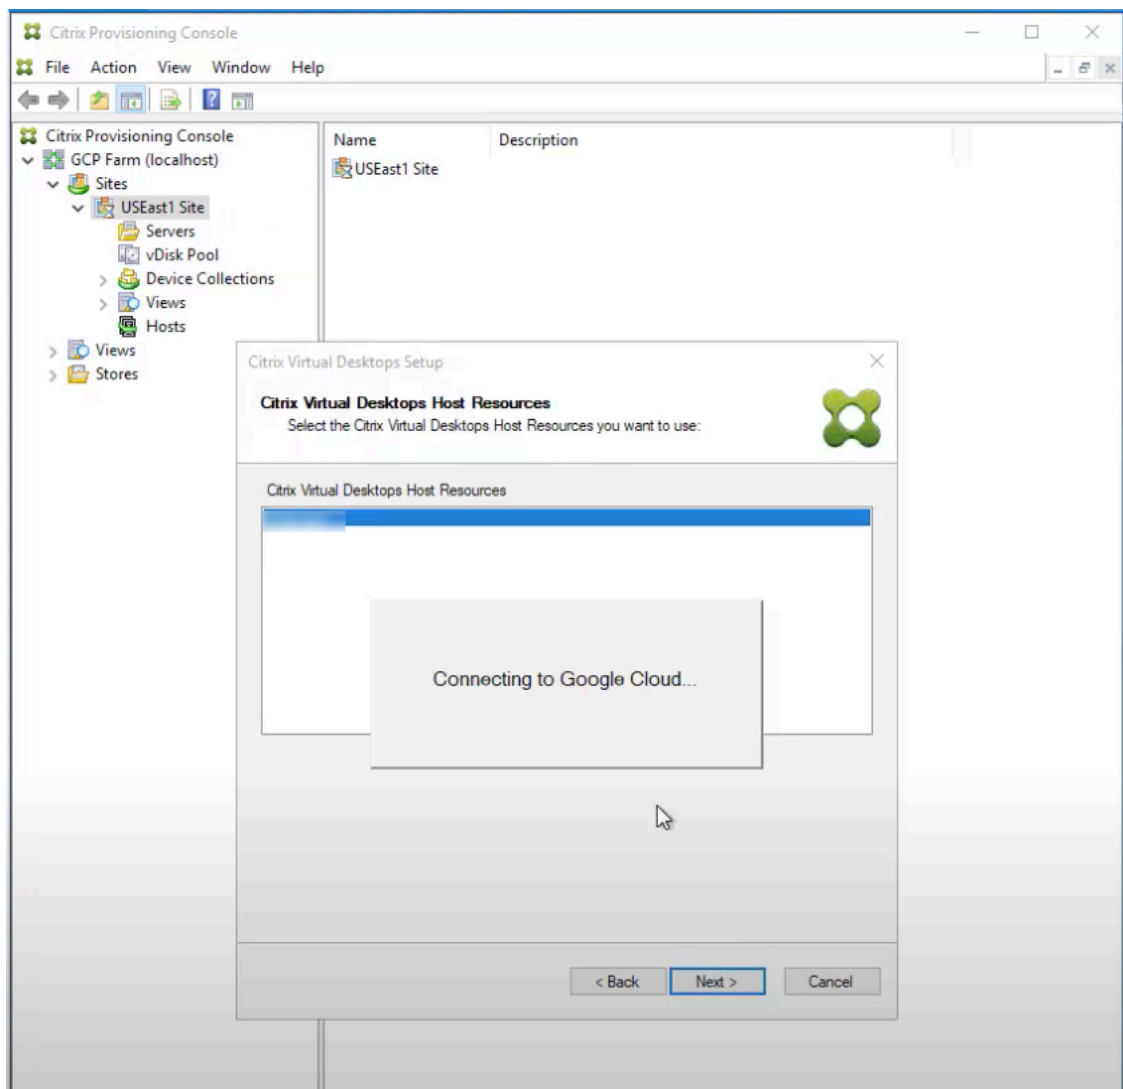 Citrix Provisioning Console
File Action View Window Help
Citrix Provisioning Console
GCP Farm (localhost)
Sites
USEast1 Site
Servers
vDisk Pool
Device Collections
Views
Hosts
Views
Stores
Name Description
USEast1 Site
Citrix Virtual Desktops Setup
Citrix Virtual Desktops Host Resources
Select the Citrix Virtual Desktops Host Resources you want to use:
Citrix Virtual Desktops Host Resources
Connecting to Google Cloud...
< Back Next > Cancel